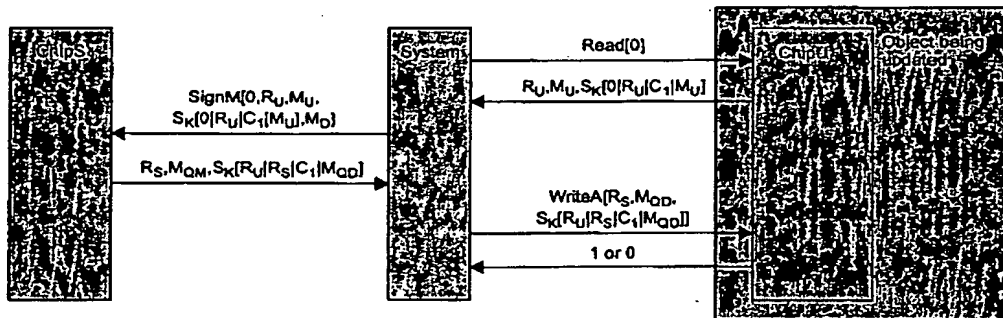 ChipS
System
ChipU
Object being
updated
Read[0]
R_U,M_U,S_K[0|R_U|C_1|M_U]
SignM[0,R_U,M_U,
S_K[0|R_U|C_1|M_U],M_D]
R_S,M_QM,S_K[R_U|R_S|C_1|M_QD]
WriteA[R_S,M_QD,
S_K[R_U|R_S|C_1|M_QD]]
1 or 0